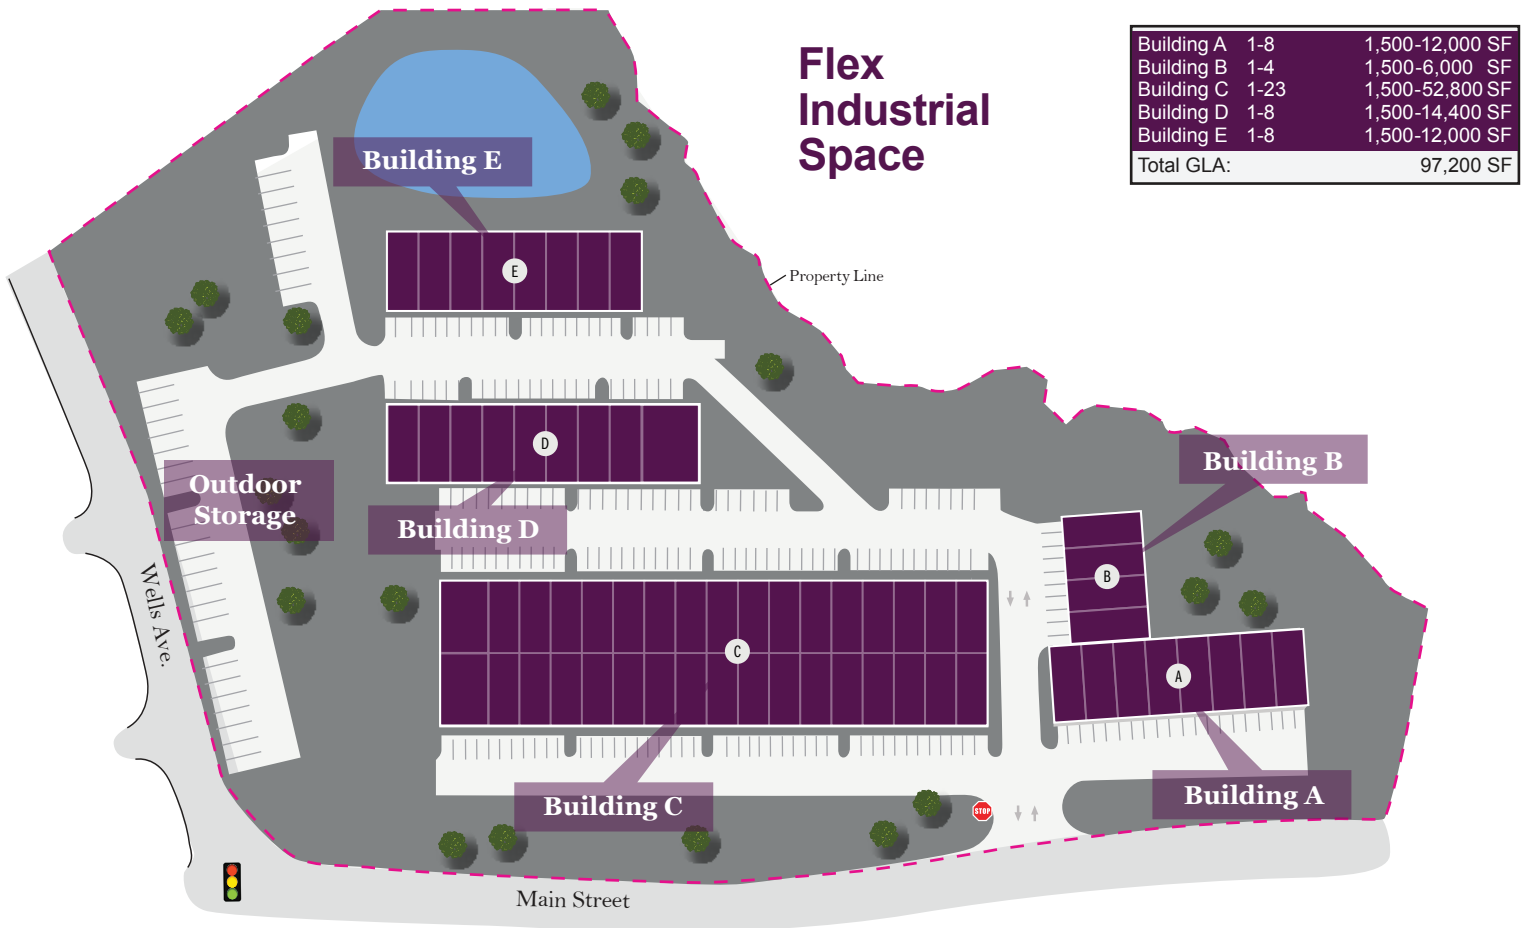 Flex
Industrial
Space
Building A 1-8 1,500-12,000 SF
Building B 1-4 1,500-6,000 SF
Building C 1-23 1,500-52,800 SF
Building D 1-8 1,500-14,400 SF
Building E 1-8 1,500-12,000 SF
Total GLA: 97,200 SF
Building E
E
Property Line
D
Building B
Outdoor
Storage
Building D
B
Wells Ave.
C
A
Building C
Building A
STOP
Main Street